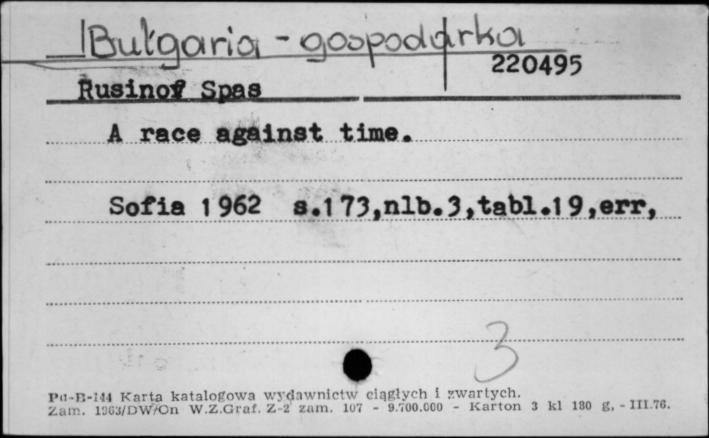 Bułgaria - gospodarka
220495
Rusinov Spas
A race against time.
Sofia 1962 s.173,nlb.3,tabl.19,err,
3
Pu-B-144 Karta katalogowa wydawnictw ciągłych i zwartych.
Zam. 1963/DW/On W.Z.Graf. Z-2 zam. 107 - 9.700.000 - Karton 3 kl 180 g. - III.76.